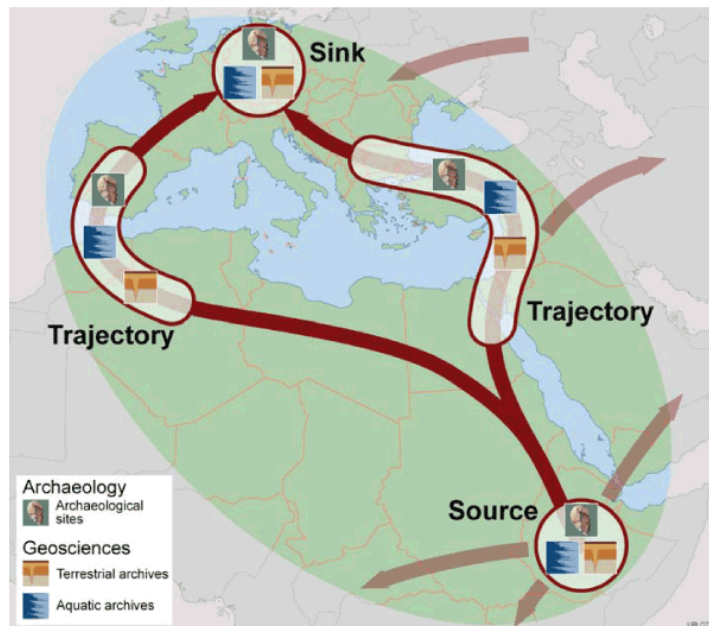 Sink
Trajectory
Trajectory
Source
Archaeology
Archaeological
sites
Geosciences
Terrestrial archives
Aquatic archives